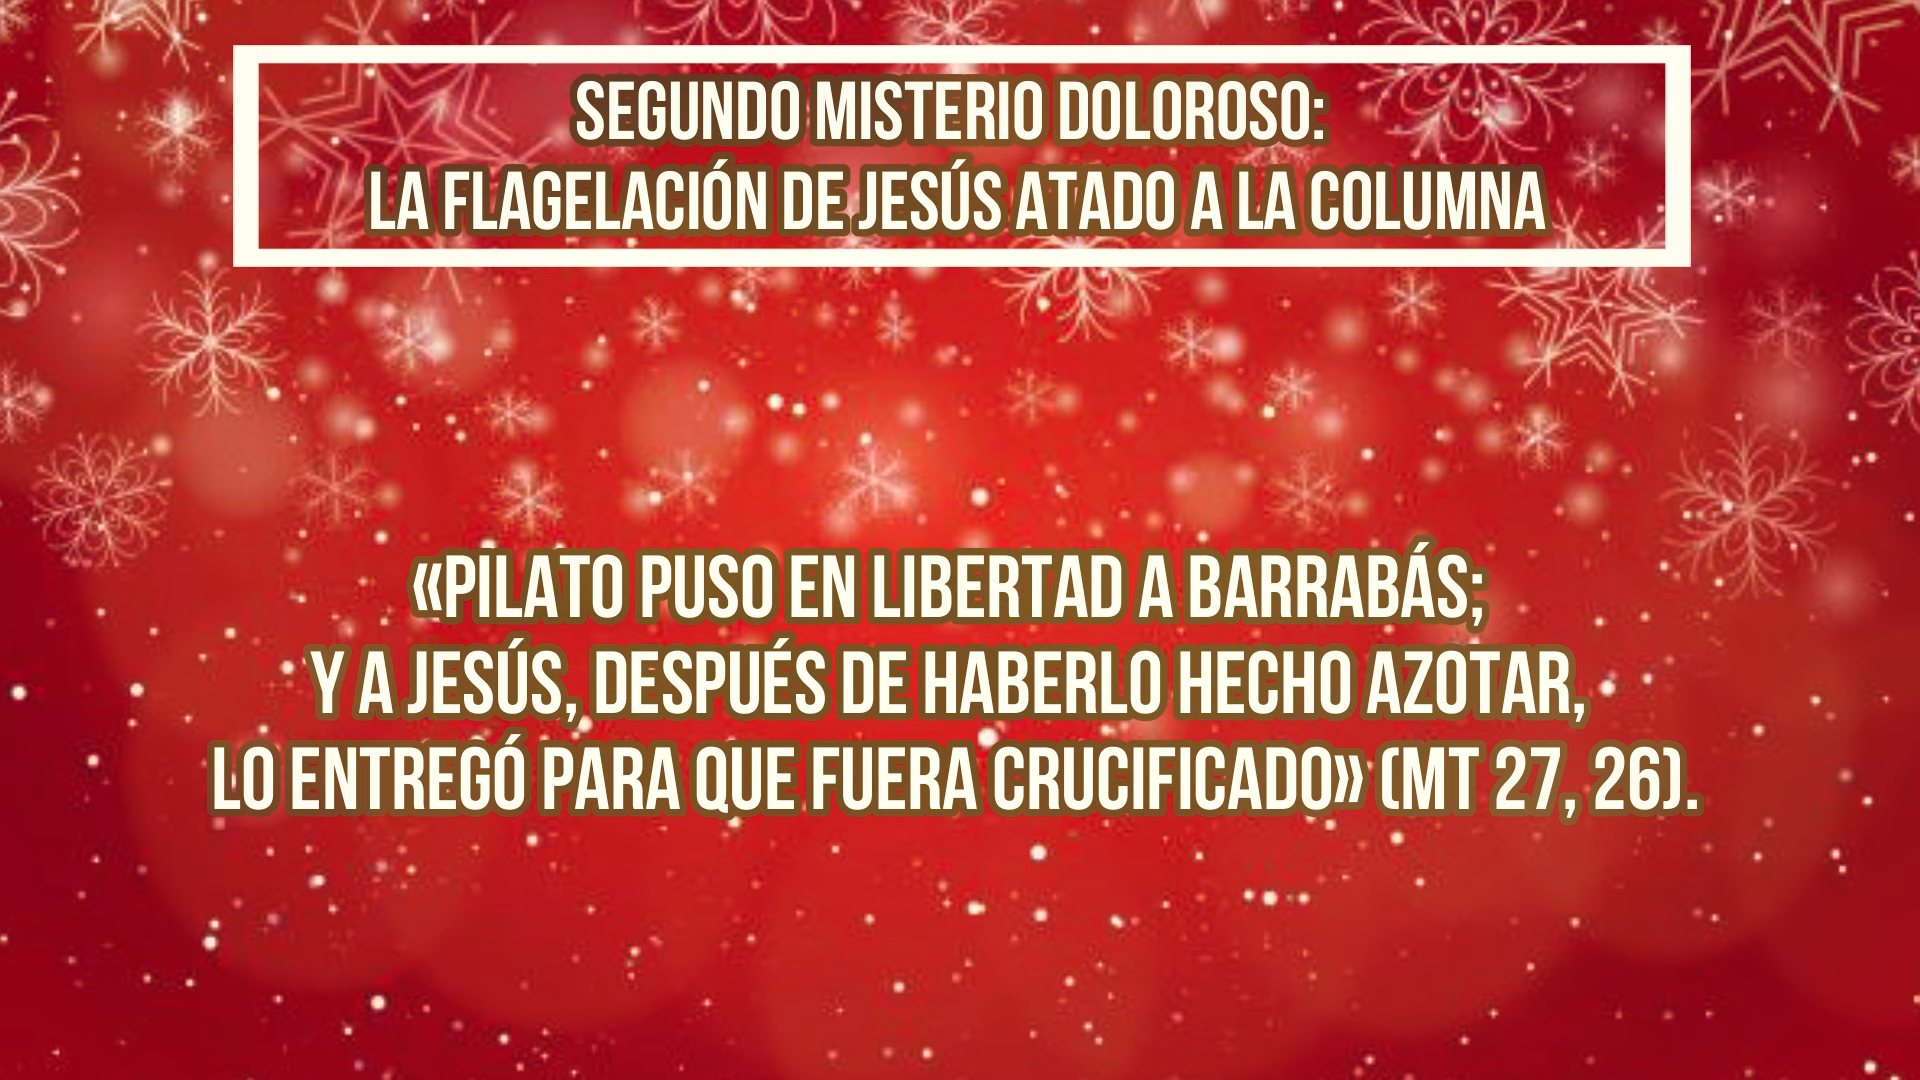 SEGUNDO MISTERIO DOLOROSO:
LA FLAGELACIÓN DE JESÚS ATADO A LA COLUMNA
«PILATO PUSO EN LIBERTAD A BARRABÁS;
Y A JESÚS, DESPUÉS DE HABERLO HECHO AZOTAR,
LO ENTREGÓ PARA QUE FUERA CRUCIFICADO» (MT 27, 26).